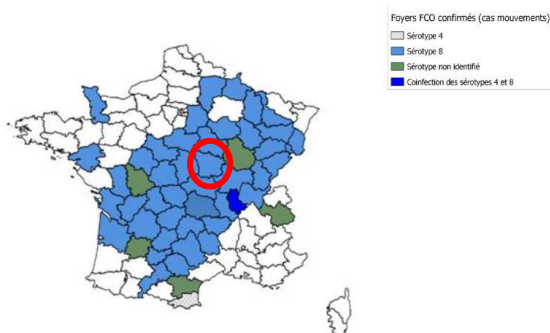 Foyers FCO confirmés (cas mouvements)
Sérotype 4
Sérotype 8
Sérotype non identifié
Coinfection des sérotypes 4 et 8